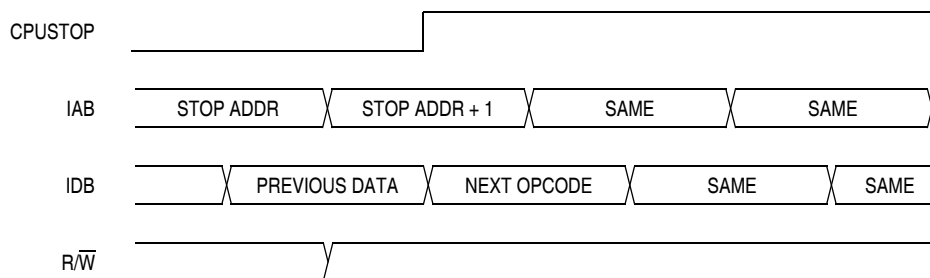 CPUSTOP
IAB STOP ADDR STOP ADDR + 1 SAME SAME
IDB PREVIOUS DATA NEXT OPCODE SAME SAME
R/W̅